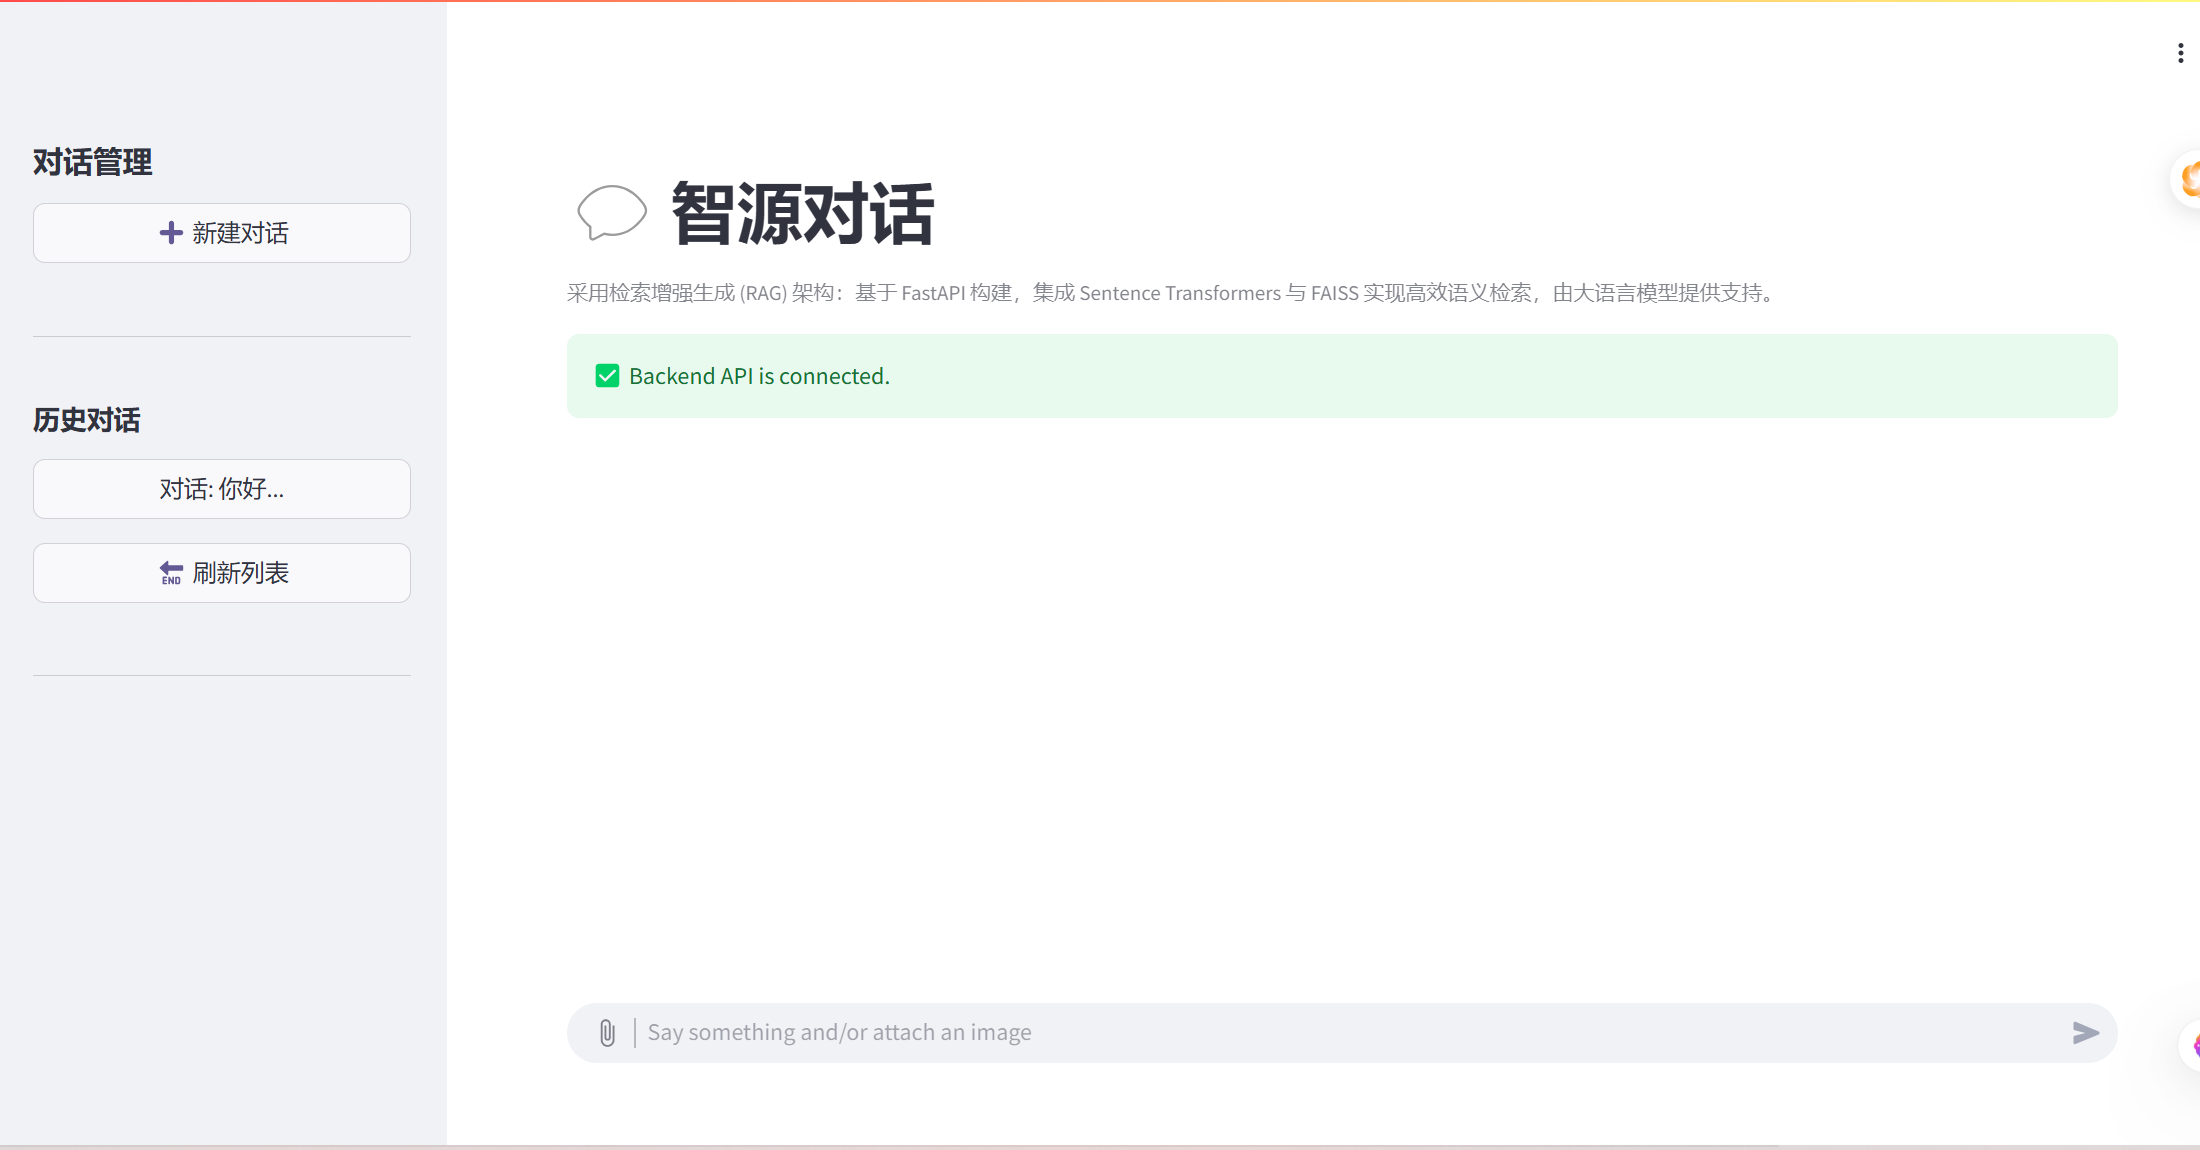 对话管理
➕ 新建对话
历史对话
对话: 你好...
🔚 刷新列表
智源对话
采用检索增强生成 (RAG) 架构：基于 FastAPI 构建，集成 Sentence Transformers 与 FAISS 实现高效语义检索，由大语言模型提供支持。
✅ Backend API is connected.
Say something and/or attach an image